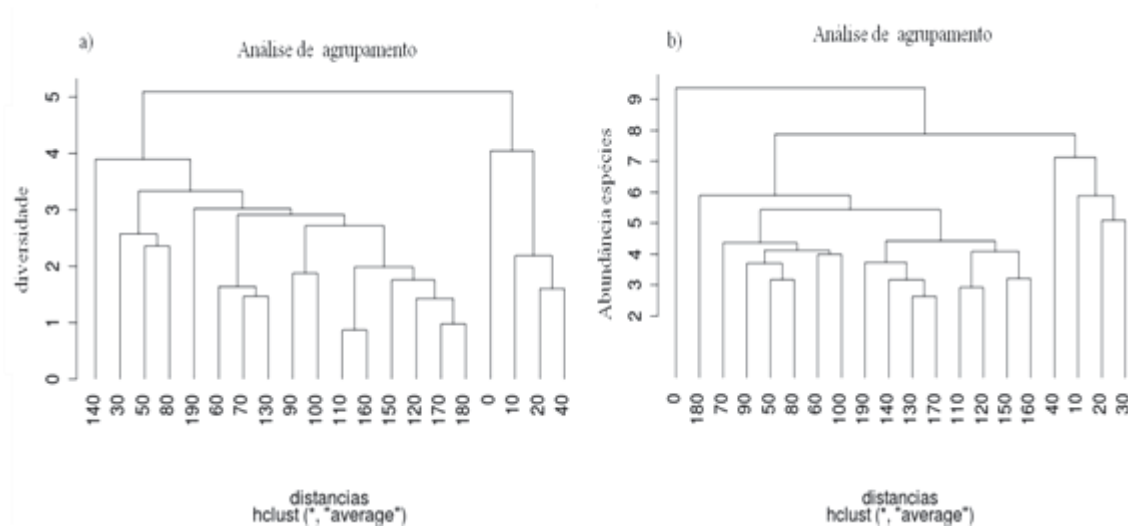 a)
Análise de agrupamento
diversidade
5
4
3
2
1
0
140 30 50 80 190 60 70 130 90 100 110 160 150 120 170 180 0 10 20 40
distancias
hclust (*, "average")
b)
Análise de agrupamento
Abundância espécies
9
8
7
6
5
4
3
2
0 180 70 90 50 80 60 100 190 140 130 170 110 120 150 160 40 10 20 30
distancias
hclust (*, "average")